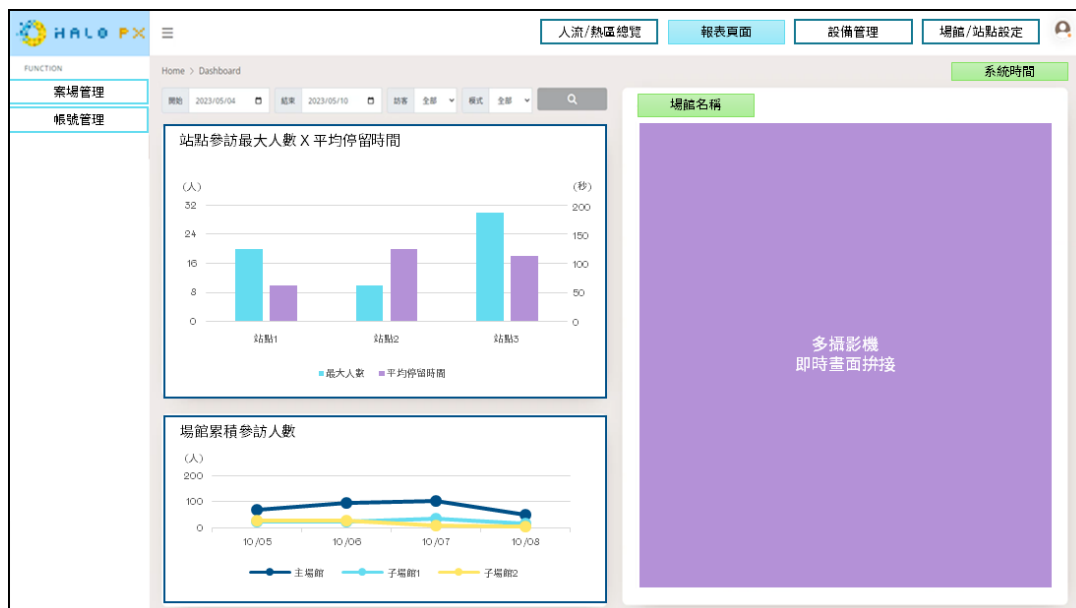 HALO PX
人流/熱區總覽
報表頁面
設備管理
場館/站點設定
FUNCTION
案場管理
帳號管理
Home > Dashboard
系統時間
開始 2023/05/04 結束 2023/05/10 訪客 全部 模式 全部
場館名稱
站點參訪最大人數 X 平均停留時間
(人) (秒)
32 200
24 150
16 100
8 50
0 0
站點1 站點2 站點3
最大人數 平均停留時間
多攝影機
即時畫面拚接
場館累積參訪人數
(人)
200
100
0
10/05 10/06 10/07 10/08
主場館 子場館1 子場館2